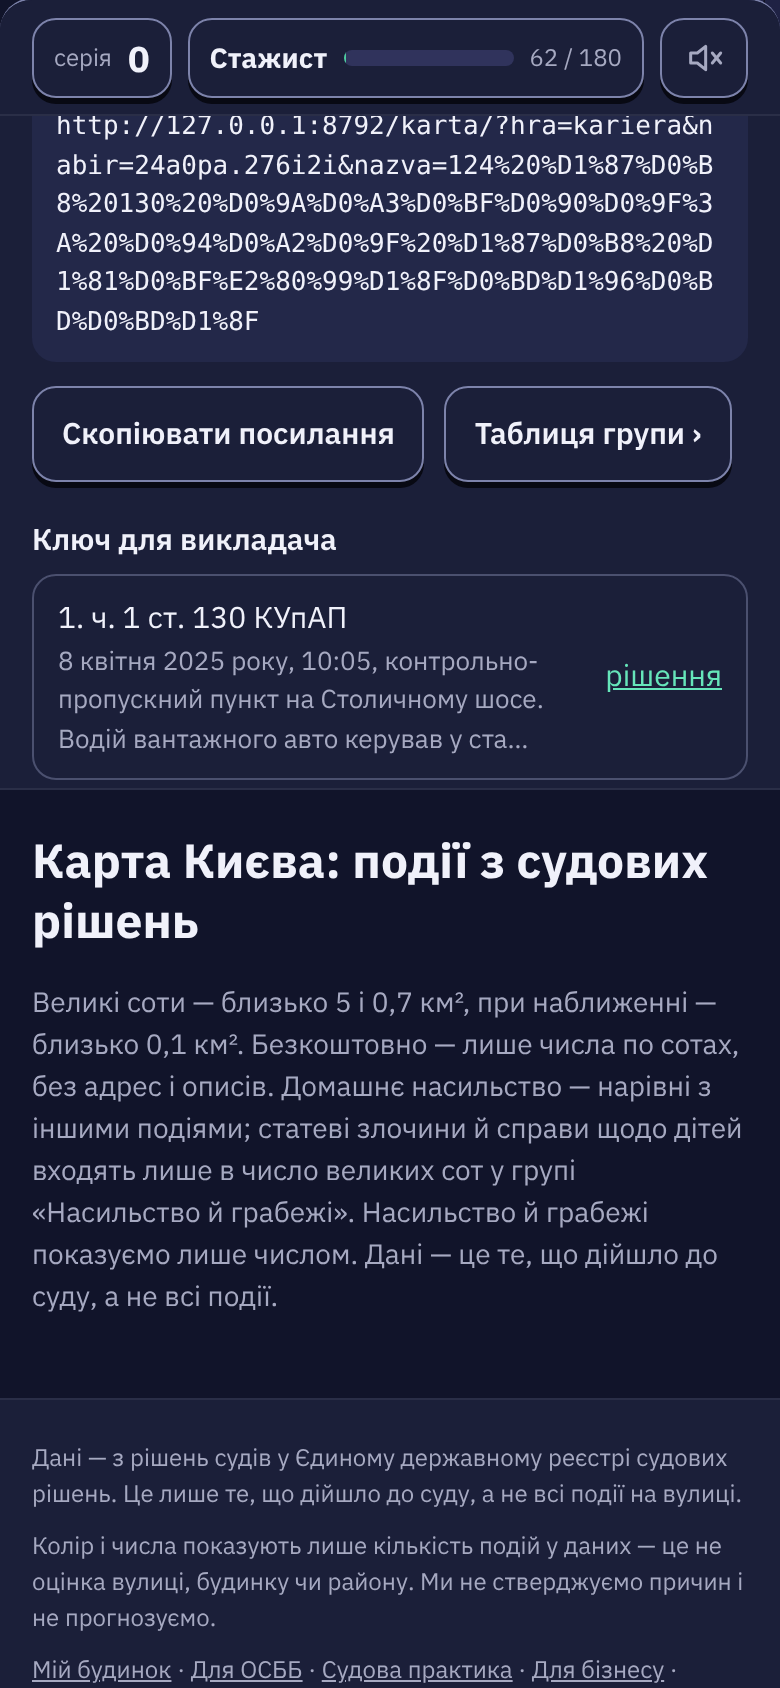 серія 0 Стажист 62 / 180
http://127.0.0.1:8792/karta/?hra=kariera&n
abir=24a0pa.276i2i&nazva=124%20%D1%87%D0%B
8%20130%20%D0%9A%D0%A3%D0%BF%D0%90%D0%9F%3
A%20%D0%94%D0%A2%D0%9F%20%D1%87%D0%B8%20%D
1%81%D0%BF%E2%80%99%D1%8F%D0%BD%D1%96%D0%B
D%D0%BD%D1%8F
Скопіювати посилання Таблиця групи ›
Ключ для викладача
1. ч. 1 ст. 130 КУпАП
8 квітня 2025 року, 10:05, контрольно-
пропускний пункт на Столичному шосе.
Водій вантажного авто керував у ста...
рішення
Карта Києва: події з судових
рішень
Великі соти — близько 5 і 0,7 км², при наближенні —
близько 0,1 км². Безкоштовно — лише числа по сотах,
без адрес і описів. Домашнє насильство — нарівні з
іншими подіями; статеві злочини й справи щодо дітей
входять лише в число великих сот у групі
«Насильство й грабежі». Насильство й грабежі
показуємо лише числом. Дані — це те, що дійшло до
суду, а не всі події.
Дані — з рішень судів у Єдиному державному реєстрі судових
рішень. Це лише те, що дійшло до суду, а не всі події на вулиці.
Колір і числа показують лише кількість подій у даних — це не
оцінка вулиці, будинку чи району. Ми не стверджуємо причин і
не прогнозуємо.
Мій будинок · Для ОСББ · Судова практика · Для бізнесу ·